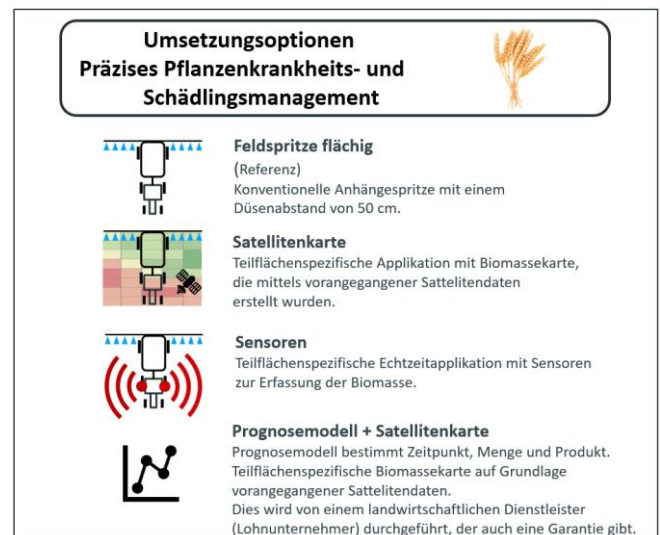 Umsetzungsoptionen
Präzises Pflanzenkrankheits- und
Schädlingsmanagement
Feldspritze flächig
(Referenz)
Konventionelle Anhängespritze mit einem
Düsenabstand von 50 cm.
Satellitenkarte
Teilflächenspezifische Applikation mit Biomassekarte,
die mittels vorangegangener Sattelitendaten
erstellt wurden.
Sensoren
Teilflächenspezifische Echtzeitapplikation mit Sensoren
zur Erfassung der Biomasse.
Prognosemodell + Satellitenkarte
Prognosemodell bestimmt Zeitpunkt, Menge und Produkt.
Teilflächenspezifische Biomassekarte auf Grundlage
vorangegangener Sattelitendaten.
Dies wird von einem landwirtschaftlichen Dienstleister
(Lohnunternehmer) durchgeführt, der auch eine Garantie gibt.